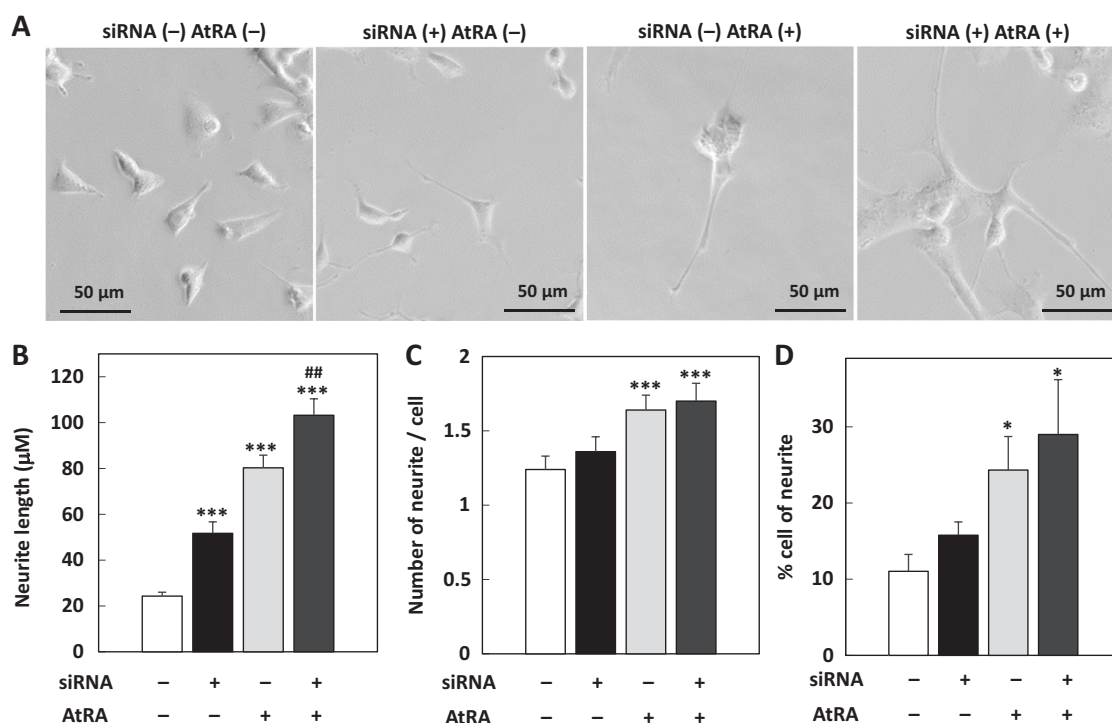 A
siRNA (−) AtRA (−)
siRNA (+) AtRA (−)
siRNA (−) AtRA (+)
siRNA (+) AtRA (+)
50 µm
50 µm
50 µm
50 µm
B
Neurite length (µM)
120
100
80
60
40
20
0
***
***
##
***
siRNA − + − +
AtRA − − + +
C
Number of neurite / cell
2
1.5
1
0.5
0
***
***
siRNA − + − +
AtRA − − + +
D
% cell of neurite
30
20
10
0
*
*
siRNA − + − +
AtRA − − + +